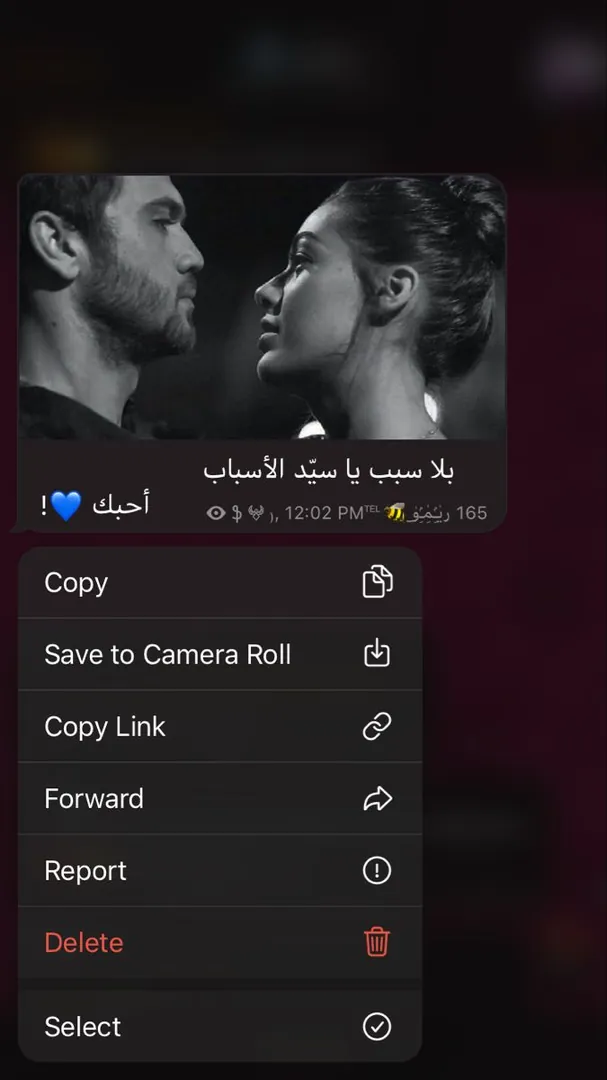 بلا سبب يا سيّد الأسباب
أحبك 💙!
165 ), 12:02 PM ᵀᴱᴸ
Copy
Save to Camera Roll
Copy Link
Forward
Report
Delete
Select